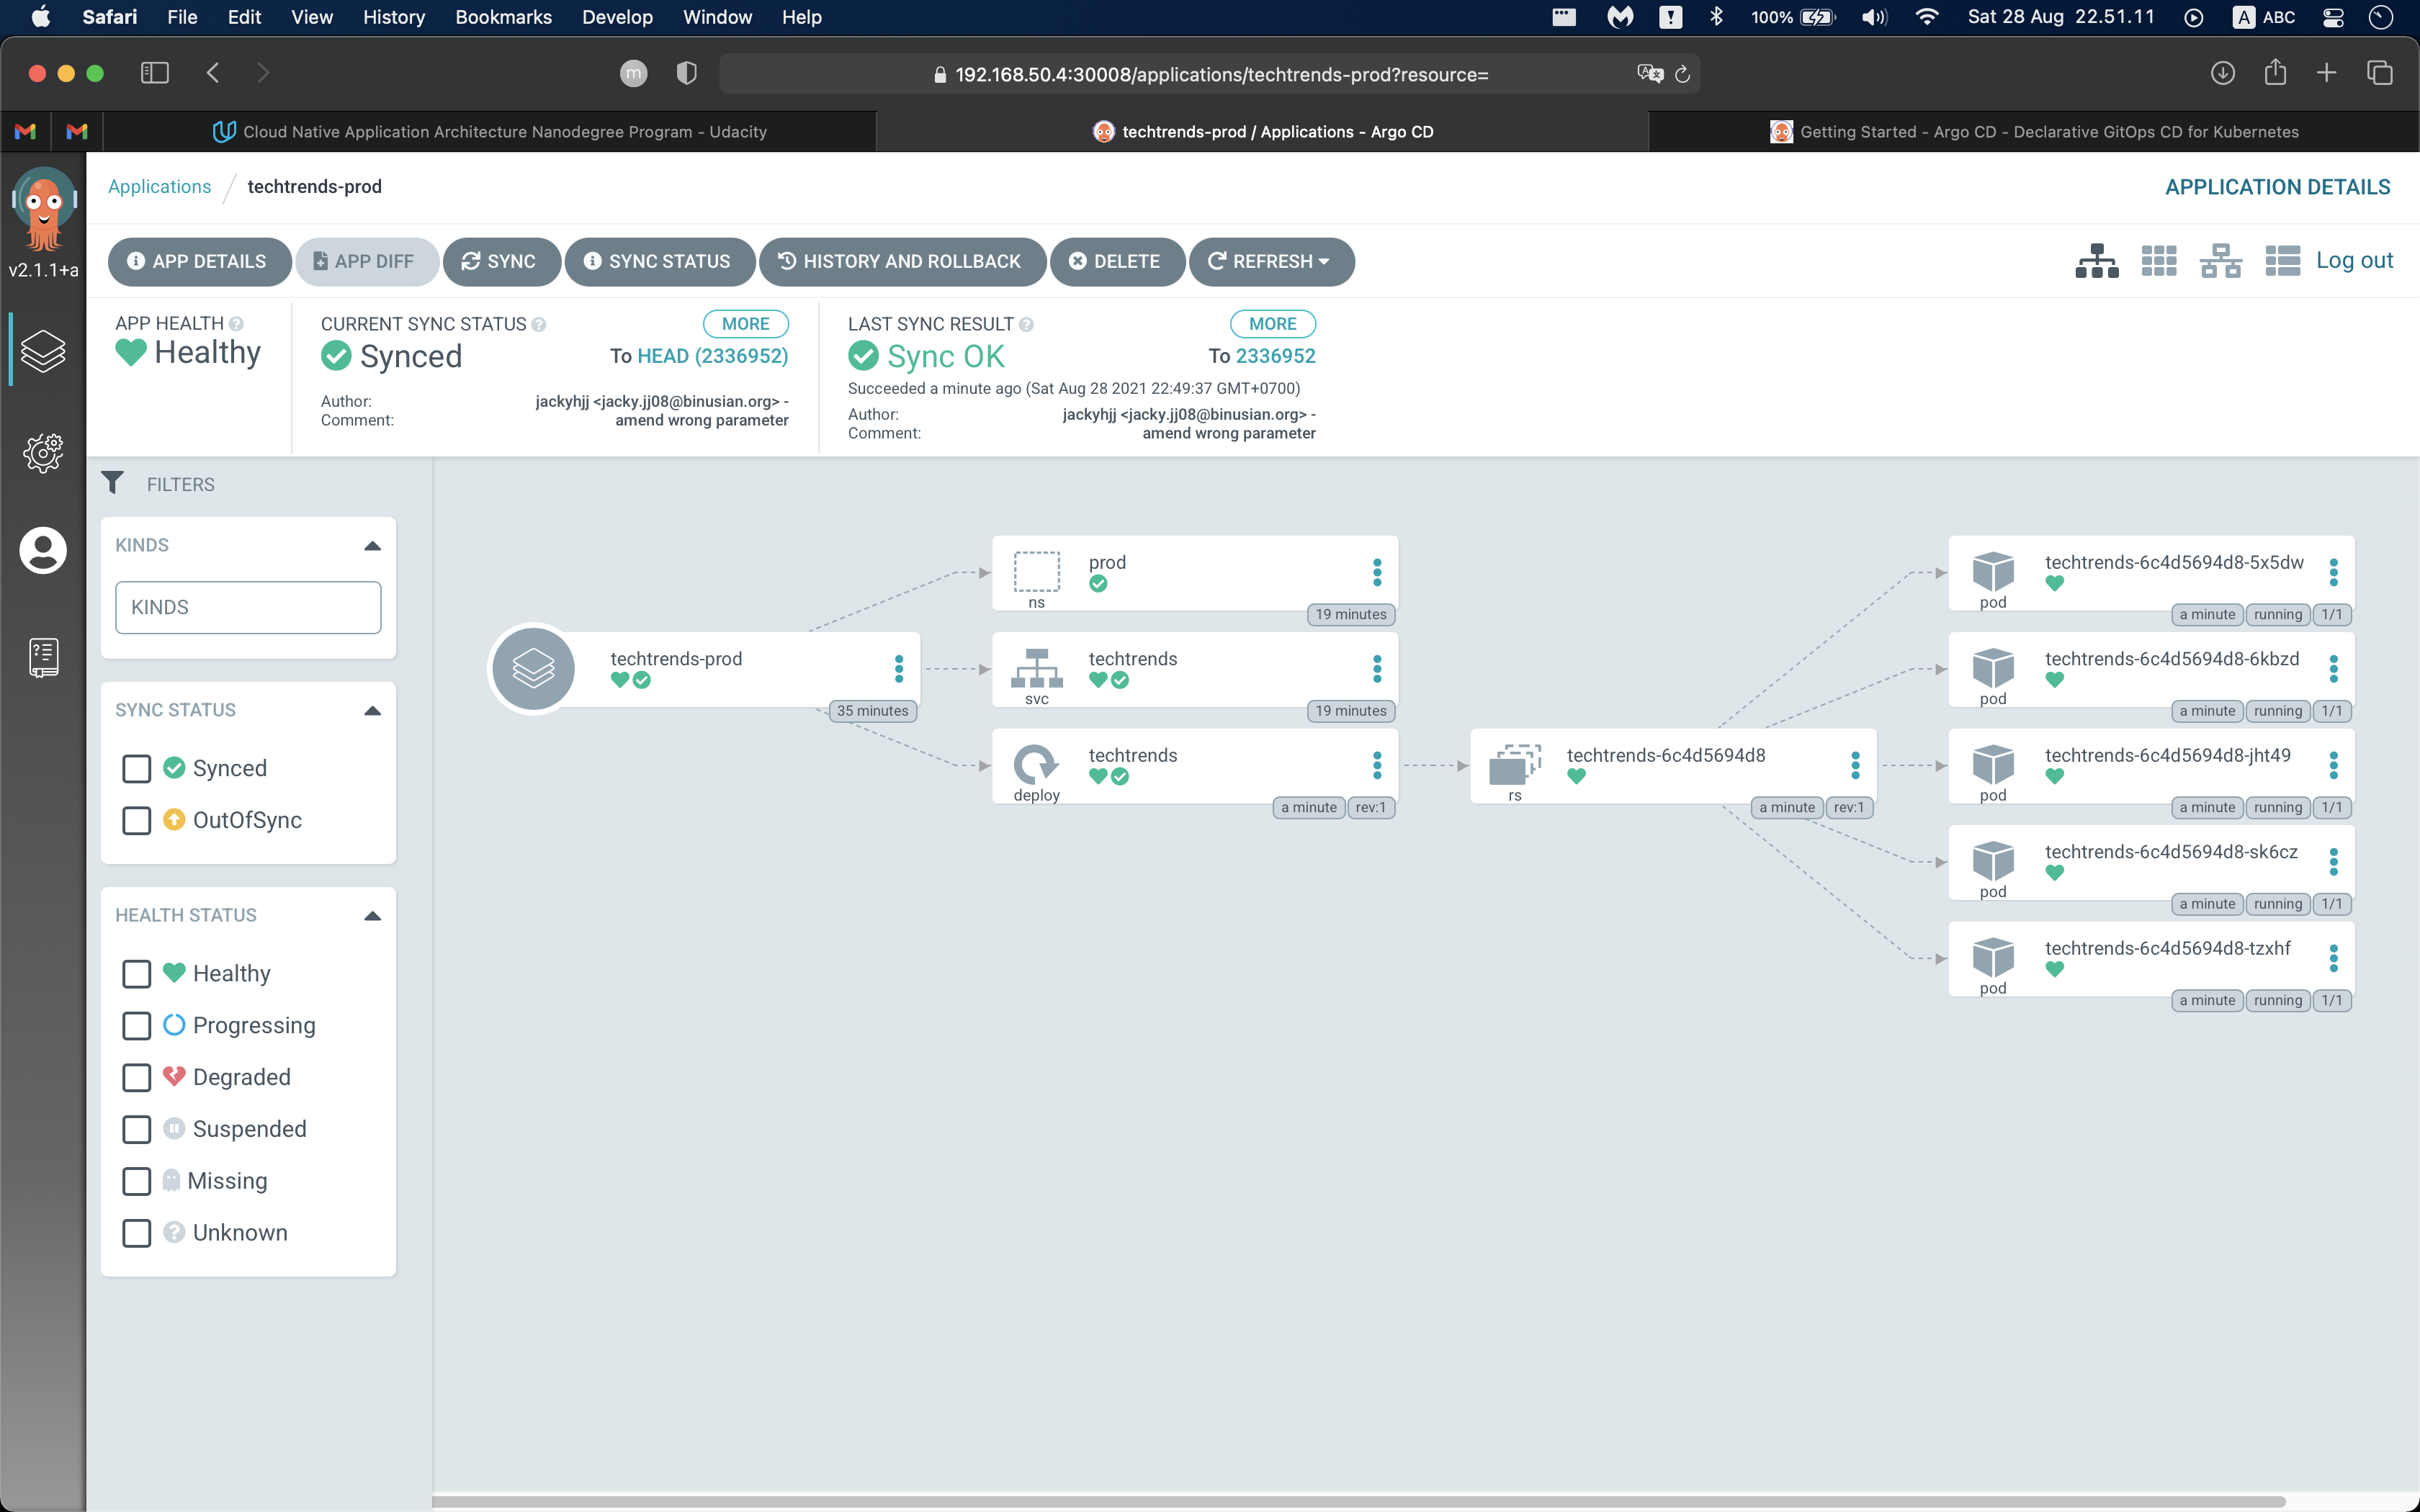 Safari File Edit View History Bookmarks Develop Window Help 100% Sat 28 Aug 22.51.11 A ABC
m 192.168.50.4:30008/applications/techtrends-prod?resource=
Cloud Native Application Architecture Nanodegree Program - Udacity techtrends-prod / Applications - Argo CD Getting Started - Argo CD - Declarative GitOps CD for Kubernetes
v2.1.1+a
Applications / techtrends-prod APPLICATION DETAILS
APP DETAILS APP DIFF SYNC SYNC STATUS HISTORY AND ROLLBACK DELETE REFRESH Log out
APP HEALTH
Healthy
CURRENT SYNC STATUS MORE
Synced To HEAD (2336952)
Author: jackyhjj <jacky.jj08@binusian.org> -
Comment: amend wrong parameter
LAST SYNC RESULT MORE
Sync OK To 2336952
Succeeded a minute ago (Sat Aug 28 2021 22:49:37 GMT+0700)
Author: jackyhjj <jacky.jj08@binusian.org> -
Comment: amend wrong parameter
FILTERS
KINDS
KINDS
SYNC STATUS
Synced
OutOfSync
HEALTH STATUS
Healthy
Progressing
Degraded
Suspended
Missing
Unknown
techtrends-prod
35 minutes
prod
ns
19 minutes
techtrends
svc
19 minutes
techtrends
deploy
a minute rev:1
techtrends-6c4d5694d8
rs
a minute rev:1
techtrends-6c4d5694d8-5x5dw
pod
a minute running 1/1
techtrends-6c4d5694d8-6kbzd
pod
a minute running 1/1
techtrends-6c4d5694d8-jht49
pod
a minute running 1/1
techtrends-6c4d5694d8-sk6cz
pod
a minute running 1/1
techtrends-6c4d5694d8-tzxhf
pod
a minute running 1/1